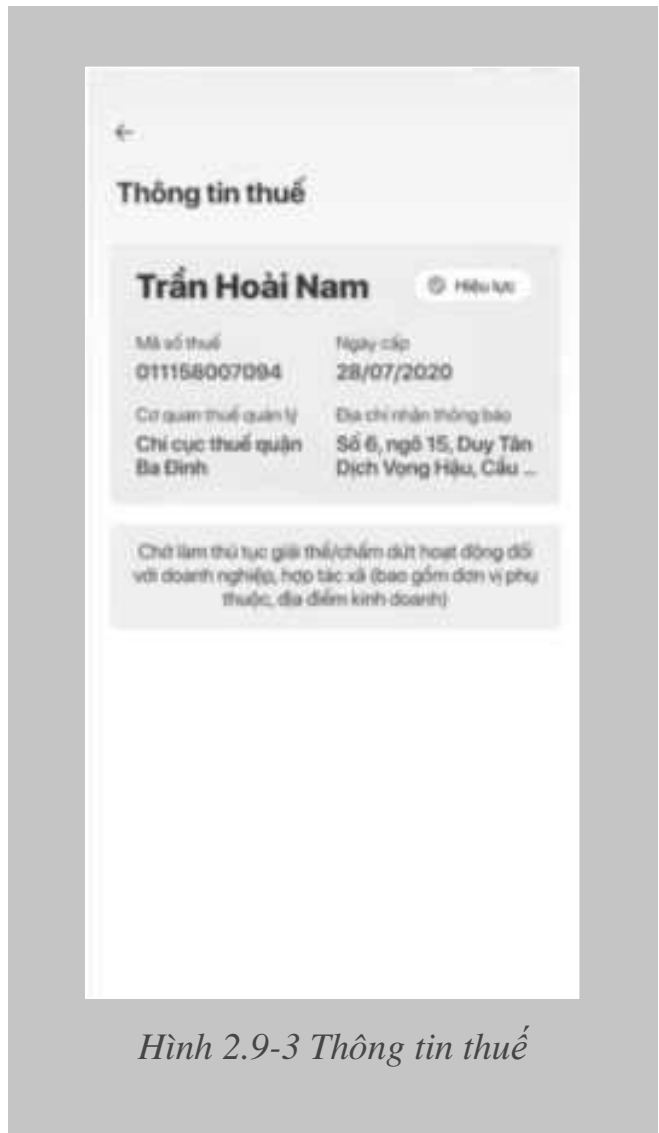 Thông tin thuế
Trần Hoài Nam
Hiệu lực
Mã số thuế
Ngày cấp
011158007094
28/07/2020
Cơ quan thuế quản lý
Địa chỉ nhận thông báo
Chi cục thuế quận
Ba Đình
Số 6, ngõ 15, Duy Tân
Dịch Vọng Hậu, Cầu ...
Chờ làm thủ tục giải thể/chấm dứt hoạt động đối
với doanh nghiệp, hợp tác xã (bao gồm đơn vị phụ
thuộc, địa điểm kinh doanh)
Hình 2.9-3 Thông tin thuế